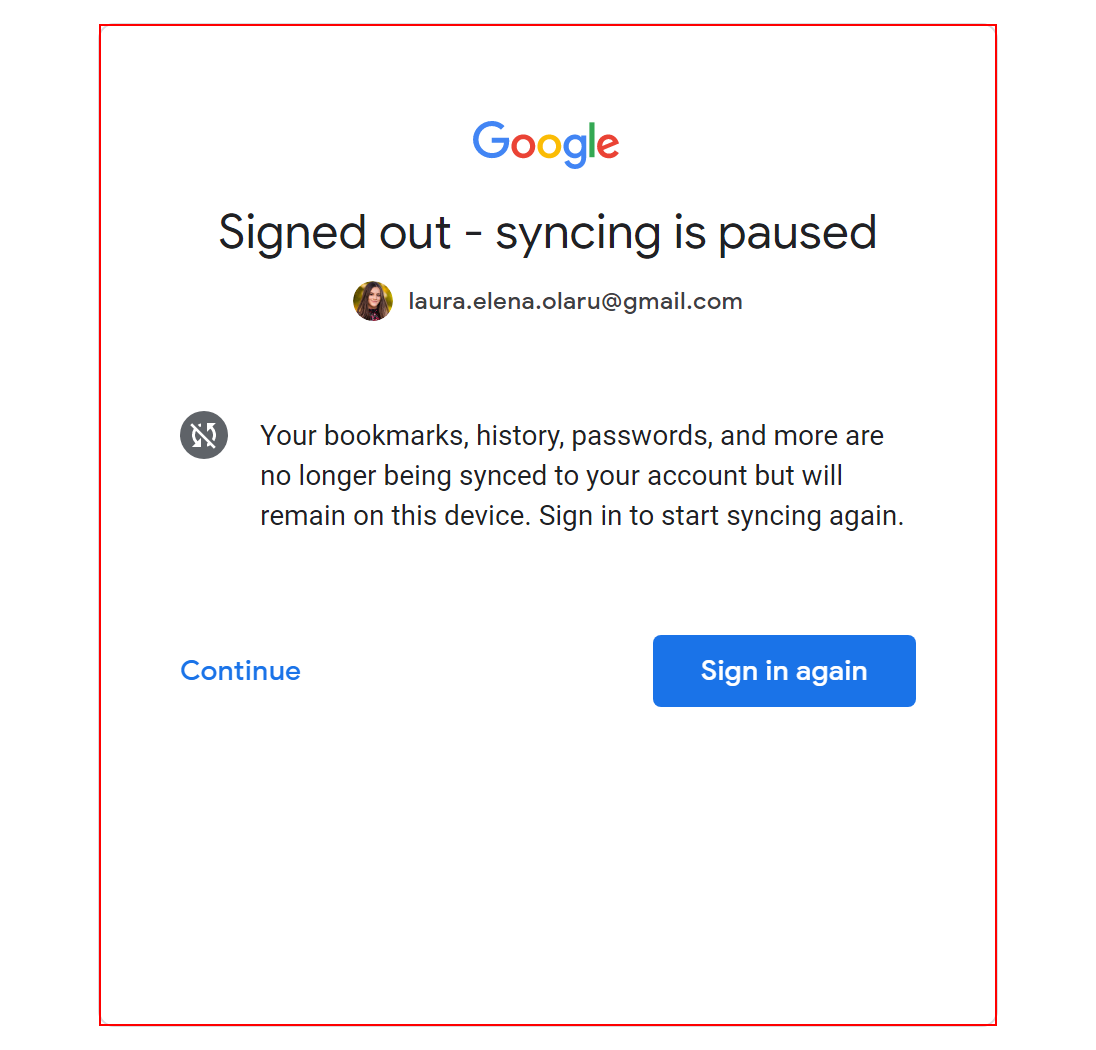 Google
Signed out - syncing is paused
laura.elena.olaru@gmail.com
Your bookmarks, history, passwords, and more are
no longer being synced to your account but will
remain on this device. Sign in to start syncing again.
Continue
Sign in again